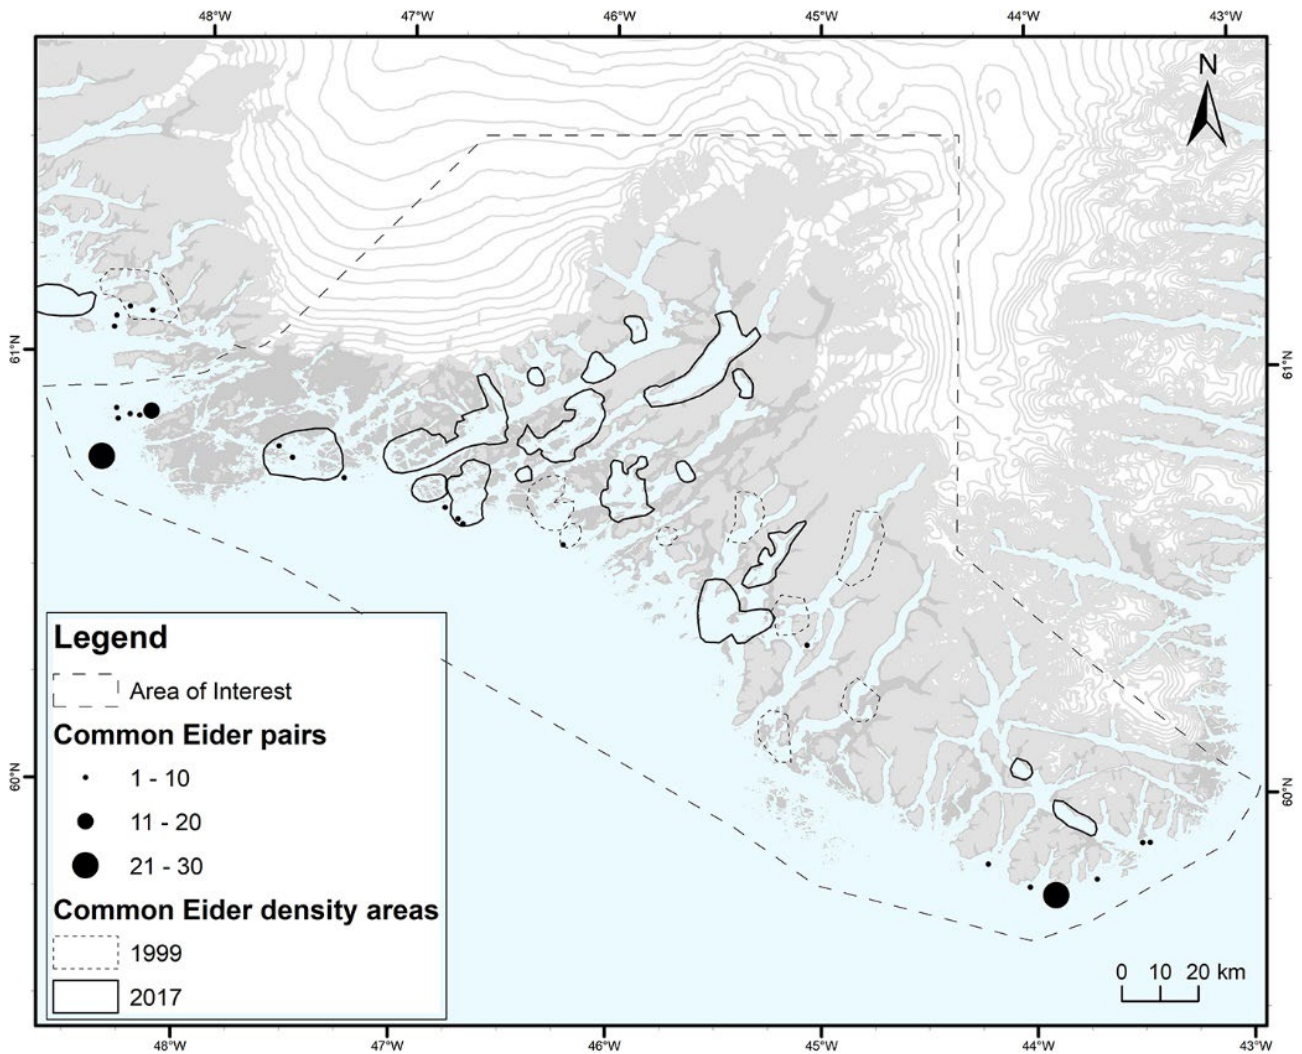 48°W 47°W 46°W 45°W 44°W 43°W
N
61°N 61°N
Legend
Area of Interest
Common Eider pairs
1 - 10
11 - 20
21 - 30
Common Eider density areas
1999
2017
60°N 60°N
0 10 20 km
48°W 47°W 46°W 45°W 44°W 43°W